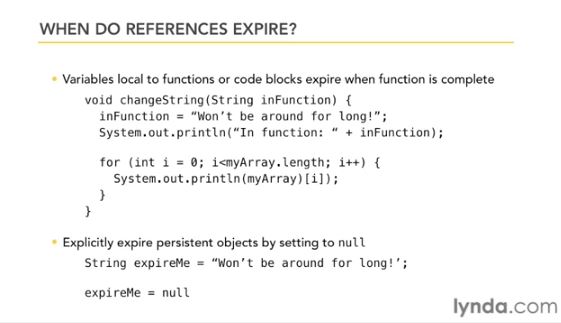 WHEN DO REFERENCES EXPIRE?
• Variables local to functions or code blocks expire when function is complete
void changeString(String inFunction) {
inFunction = “Won’t be around for long!”;
System.out.println(“In function: “ + inFunction);
for (int i = 0; i<myArray.length; i++) {
System.out.println(myArray)[i]);
}
}
• Explicitly expire persistent objects by setting to null
String expireMe = “Won’t be around for long!’;
expireMe = null
lynda.com